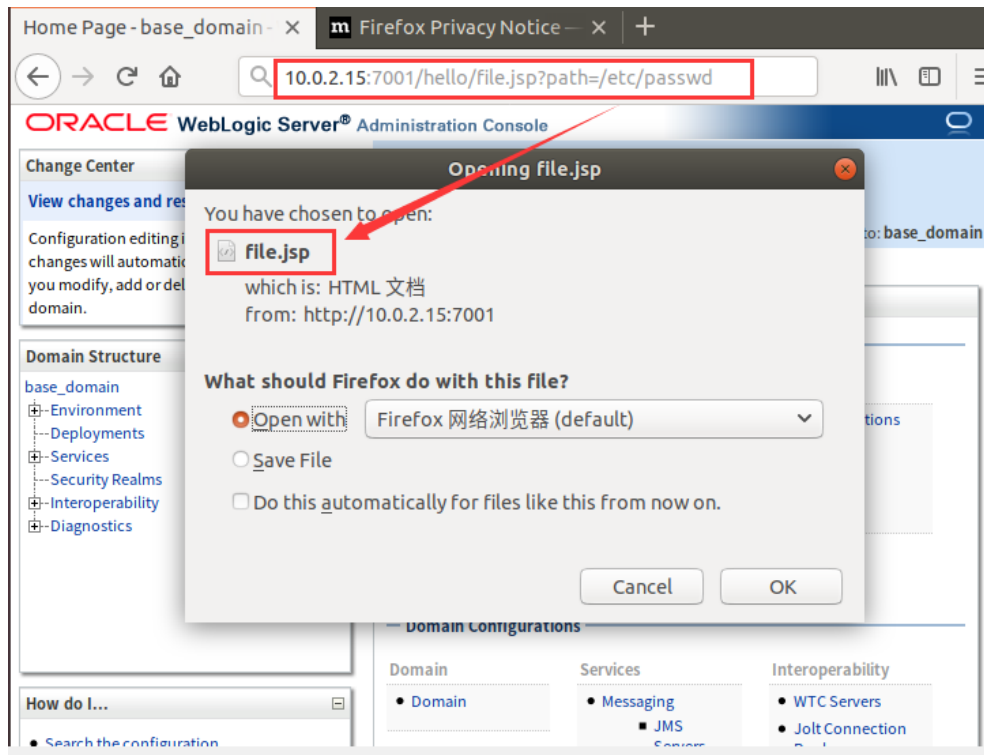 Home Page - base_domain -
m Firefox Privacy Notice —
10.0.2.15:7001/hello/file.jsp?path=/etc/passwd
ORACLE WebLogic Server® Administration Console
Change Center
View changes and
Configuration editing
changes will
you modify, add or
domain.
to: base_domain
Domain Structure
base_domain
Environment
Deployments
Services
Security Realms
Interoperability
Diagnostics
Opening file.jsp
You have chosen to open:
file.jsp
which is: HTML 文档
from: http://10.0.2.15:7001
What should Firefox do with this file?
Open with
Firefox 网络浏览器 (default)
Save File
Do this automatically for files like this from now on.
Cancel
OK
Domain Configurations
Domain
Services
Interoperability
• Domain
• Messaging
• WTC Servers
▪ JMS
Servers
• Jolt Connection
How do I...
• Search the configuration